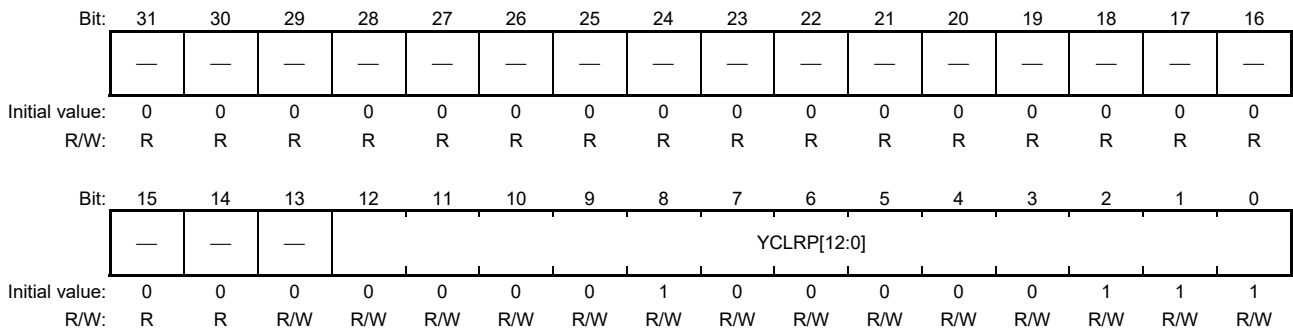 Bit: 31 30 29 28 27 26 25 24 23 22 21 20 19 18 17 16
— — — — — — — — — — — — — — — —
Initial value: 0 0 0 0 0 0 0 0 0 0 0 0 0 0 0 0
R/W: R R R R R R R R R R R R R R R R
Bit: 15 14 13 12 11 10 9 8 7 6 5 4 3 2 1 0
— — — YCLRP[12:0]
Initial value: 0 0 0 0 0 0 0 1 0 0 0 0 0 1 1 1
R/W: R R R/W R/W R/W R/W R/W R/W R/W R/W R/W R/W R/W R/W R/W R/W